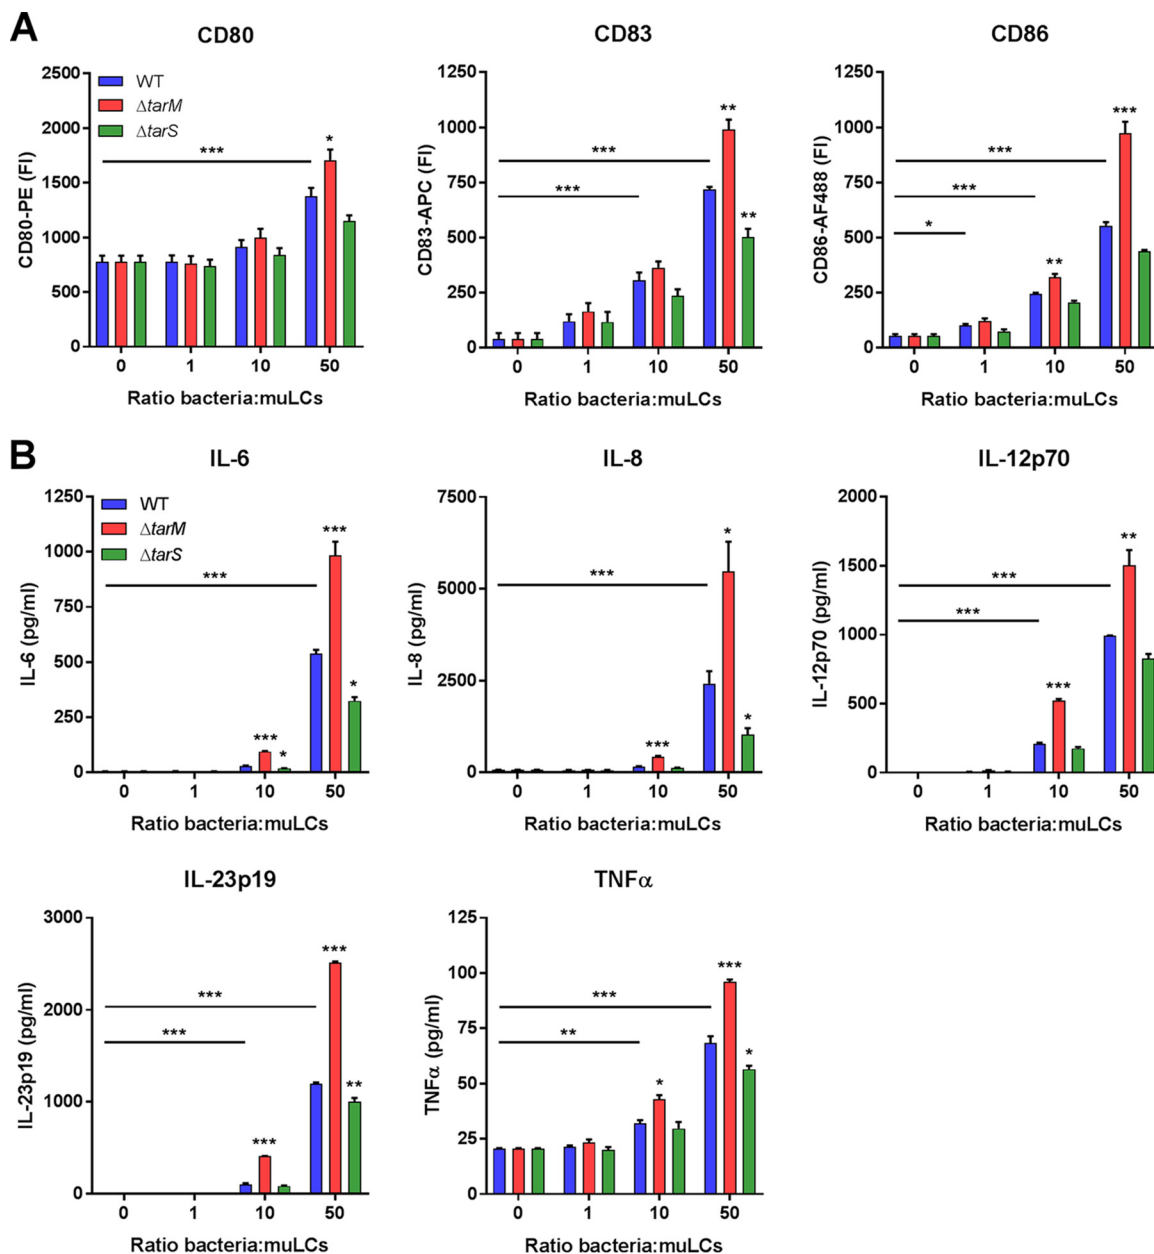 A
CD80
CD80-PE (FI)
2500
2000
1500
1000
500
0
WT
ΔtarM
ΔtarS
***
*
0 1 10 50
Ratio bacteria:muLCs
CD83
CD83-APC (FI)
1250
1000
750
500
250
0
**
***
***
**
0 1 10 50
Ratio bacteria:muLCs
CD86
CD86-AF488 (FI)
1250
1000
750
500
250
0
***
***
***
*
**
0 1 10 50
Ratio bacteria:muLCs
B
IL-6
IL-6 (pg/ml)
1250
1000
750
500
250
0
WT
ΔtarM
ΔtarS
***
***
*
***
*
0 1 10 50
Ratio bacteria:muLCs
IL-8
IL-8 (pg/ml)
7500
5000
2500
0
*
***
*
***
0 1 10 50
Ratio bacteria:muLCs
IL-12p70
IL-12p70 (pg/ml)
2000
1500
1000
500
0
**
***
***
***
0 1 10 50
Ratio bacteria:muLCs
IL-23p19
IL-23p19 (pg/ml)
3000
2000
1000
0
***
***
***
**
***
0 1 10 50
Ratio bacteria:muLCs
TNFα
TNFα (pg/ml)
125
100
75
50
25
0
***
***
**
*
*
0 1 10 50
Ratio bacteria:muLCs